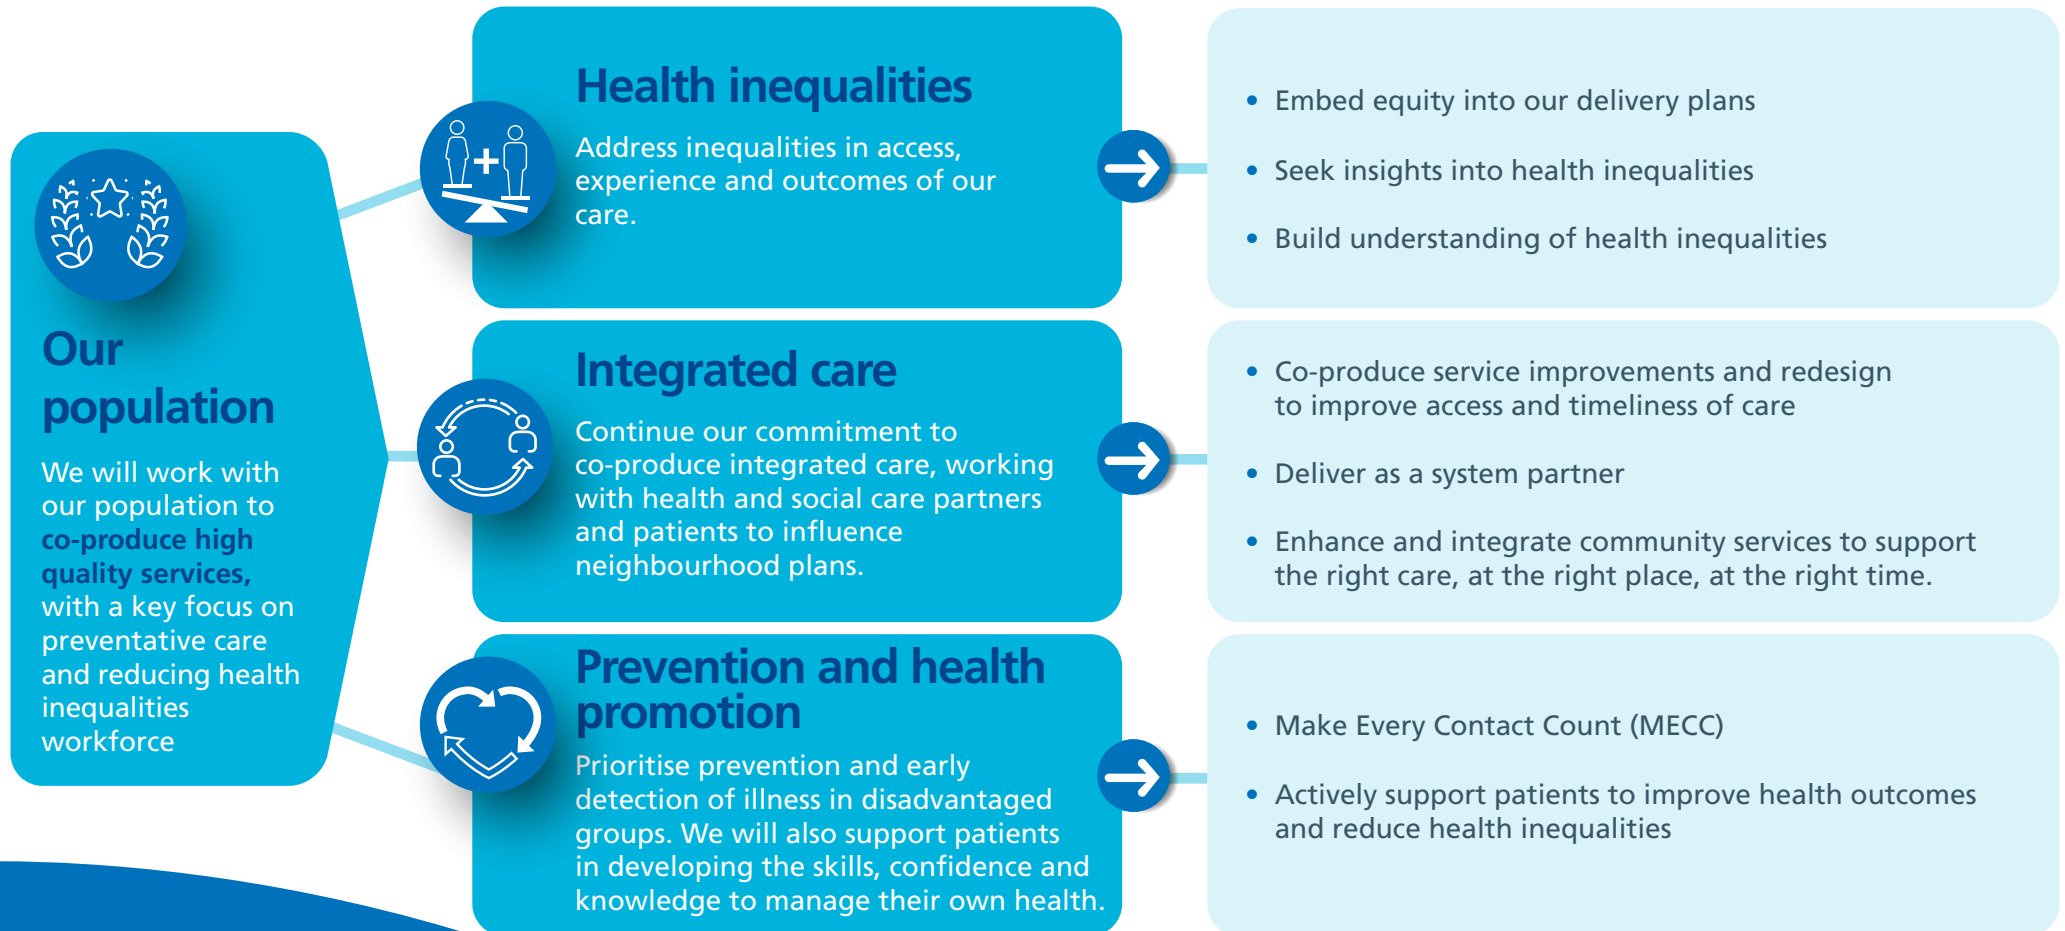 Our
population
We will work with
our population to
co-produce high
quality services,
with a key focus on
preventative care
and reducing health
inequalities
workforce
Health inequalities
Address inequalities in access,
experience and outcomes of our
care.
• Embed equity into our delivery plans
• Seek insights into health inequalities
• Build understanding of health inequalities
Integrated care
Continue our commitment to
co-produce integrated care, working
with health and social care partners
and patients to influence
neighbourhood plans.
• Co-produce service improvements and redesign
to improve access and timeliness of care
• Deliver as a system partner
• Enhance and integrate community services to support
the right care, at the right place, at the right time.
Prevention and health
promotion
Prioritise prevention and early
detection of illness in disadvantaged
groups. We will also support patients
in developing the skills, confidence and
knowledge to manage their own health.
• Make Every Contact Count (MECC)
• Actively support patients to improve health outcomes
and reduce health inequalities